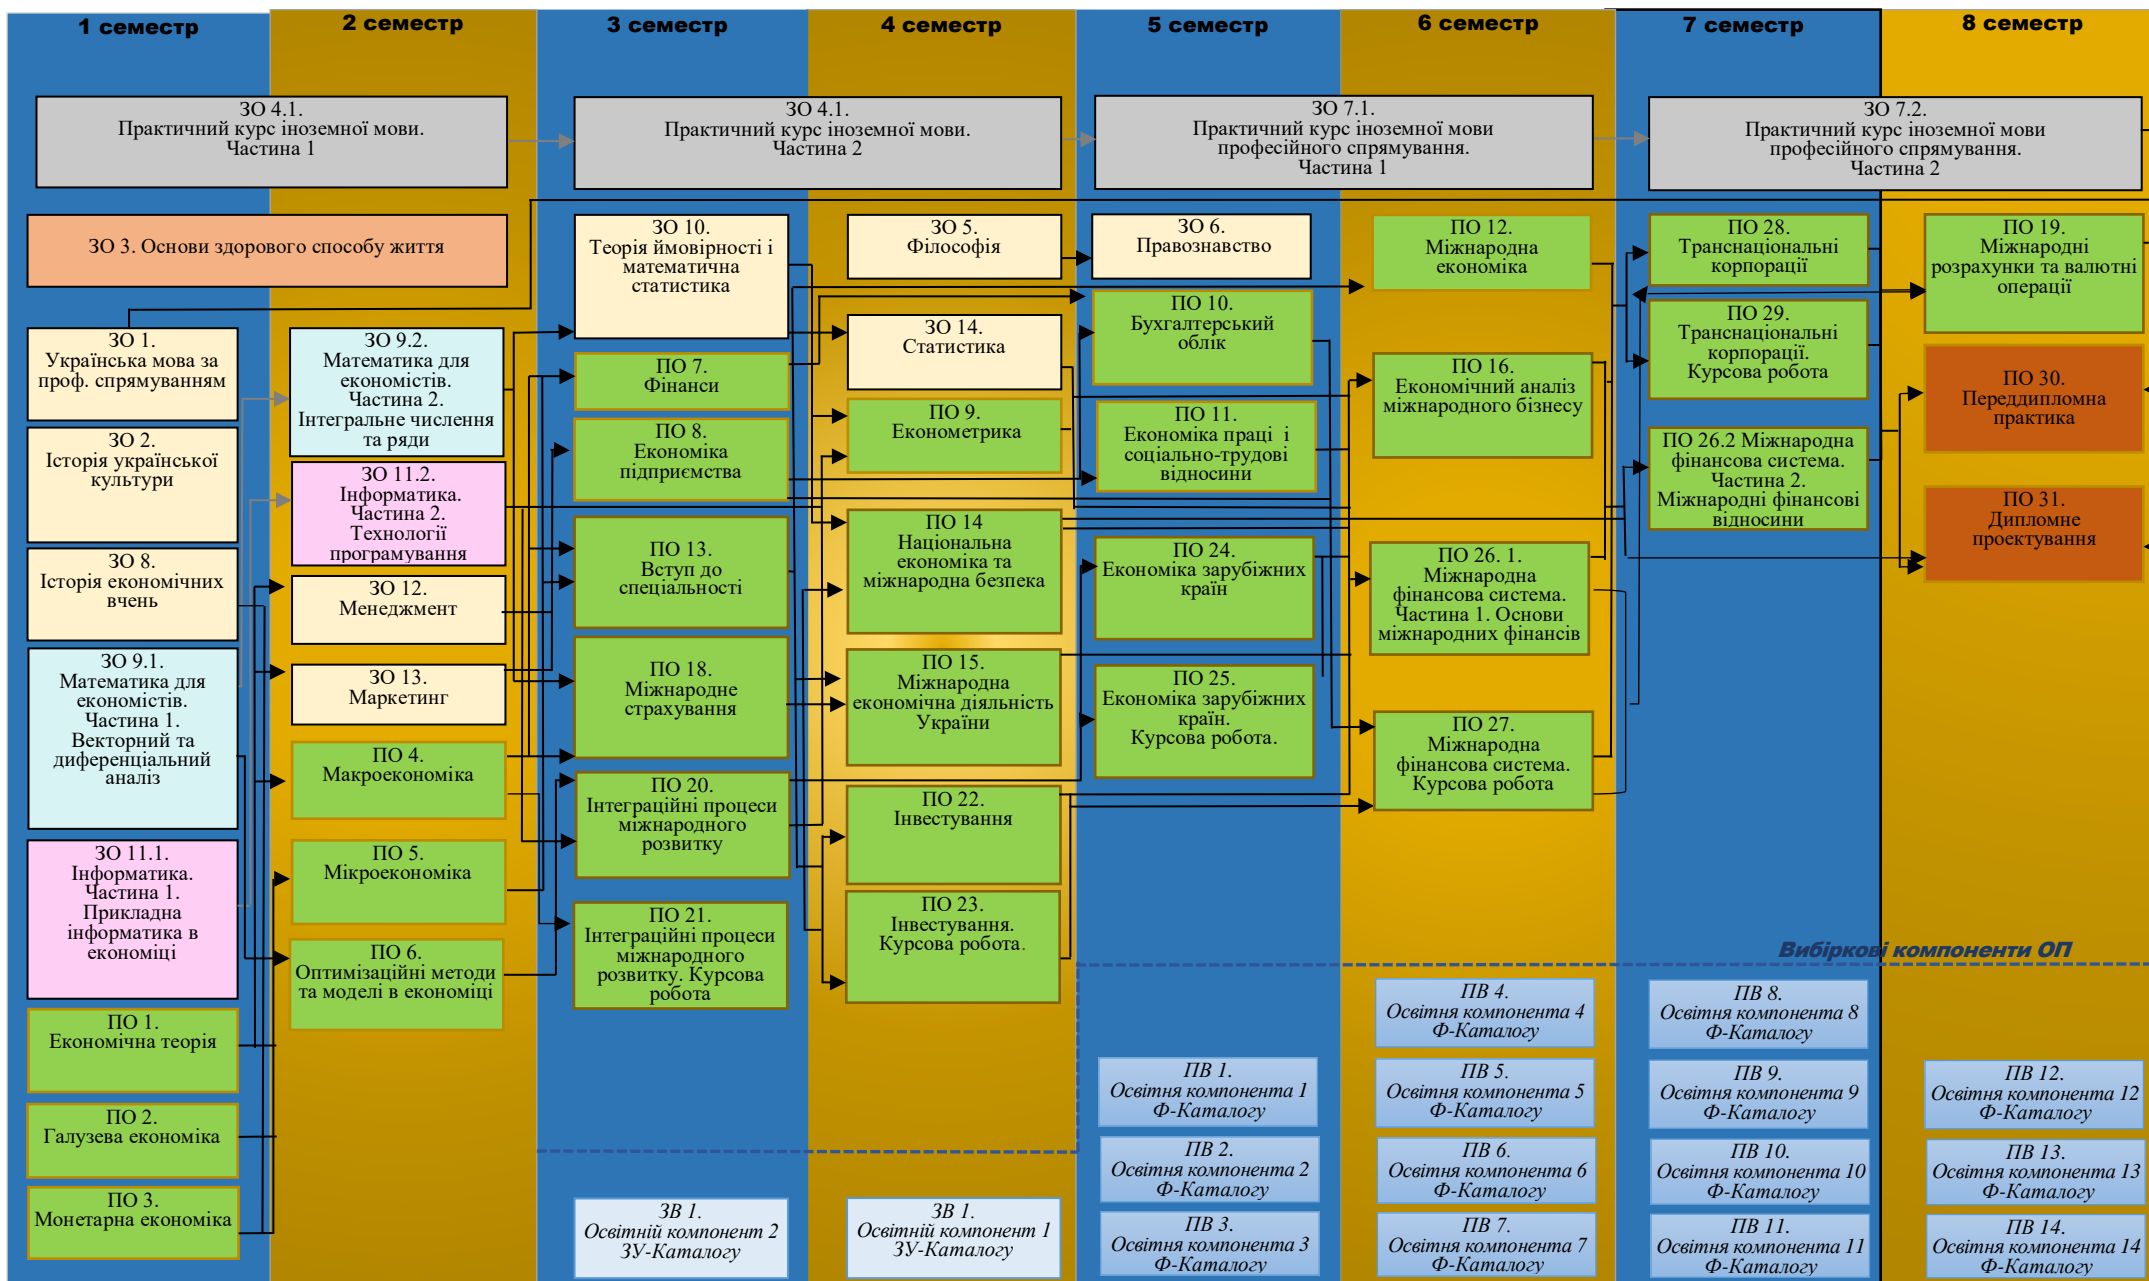 1 семестр
2 семестр
3 семестр
4 семестр
5 семестр
6 семестр
7 семестр
8 семестр
ЗО 4.1.
Практичний курс іноземної мови.
Частина 1
ЗО 4.1.
Практичний курс іноземної мови.
Частина 2
ЗО 7.1.
Практичний курс іноземної мови
професійного спрямування.
Частина 1
ЗО 7.2.
Практичний курс іноземної мови
професійного спрямування.
Частина 2
ЗО 3. Основи здорового способу життя
ЗО 1.
Українська мова за
проф. спрямуванням
ЗО 2.
Історія української
культури
ЗО 8.
Історія економічних
вчень
ЗО 9.1.
Математика для
економістів.
Частина 1.
Векторний та
диференціальний
аналіз
ЗО 11.1.
Інформатика.
Частина 1.
Прикладна
інформатика в
економіці
ПО 1.
Економічна теорія
ПО 2.
Галузева економіка
ПО 3.
Монетарна економіка
ЗО 9.2.
Математика для
економістів.
Частина 2.
Інтегральне числення
та ряди
ЗО 11.2.
Інформатика.
Частина 2.
Технології
програмування
ЗО 12.
Менеджмент
ЗО 13.
Маркетинг
ПО 4.
Макроекономіка
ПО 5.
Мікроекономіка
ПО 6.
Оптимізаційні методи
та моделі в економіці
ЗО 10.
Теорія ймовірності і
математична
статистика
ПО 7.
Фінанси
ПО 8.
Економіка
підприємства
ПО 13.
Вступ до
спеціальності
ПО 18.
Міжнародне
страхування
ПО 20.
Інтеграційні процеси
міжнародного
розвитку
ПО 21.
Інтеграційні процеси
міжнародного
розвитку. Курсова
робота
ЗВ 1.
Освітній компонент 2
ЗУ-Каталогу
ЗО 5.
Філософія
ЗО 14.
Статистика
ПО 9.
Економетрика
ПО 14
Національна
економіка та
міжнародна безпека
ПО 15.
Міжнародна
економічна діяльність
України
ПО 22.
Інвестування
ПО 23.
Інвестування.
Курсова робота.
ЗВ 1.
Освітній компонент 1
ЗУ-Каталогу
ЗО 6.
Правознавство
ПО 10.
Бухгалтерський
облік
ПО 11.
Економіка праці і
соціально-трудові
відносини
ПО 24.
Економіка зарубіжних
країн
ПО 25.
Економіка зарубіжних
країн.
Курсова робота.
ПВ 1.
Освітня компонента 1
Ф-Каталогу
ПВ 2.
Освітня компонента 2
Ф-Каталогу
ПВ 3.
Освітня компонента 3
Ф-Каталогу
ПО 12.
Міжнародна
економіка
ПО 16.
Економічний аналіз
міжнародного бізнесу
ПО 26. 1.
Міжнародна
фінансова система.
Частина 1. Основи
міжнародних фінансів
ПО 27.
Міжнародна
фінансова система.
Курсова робота
ПВ 4.
Освітня компонента 4
Ф-Каталогу
ПВ 5.
Освітня компонента 5
Ф-Каталогу
ПВ 6.
Освітня компонента 6
Ф-Каталогу
ПВ 7.
Освітня компонента 7
Ф-Каталогу
ПО 28.
Транснаціональні
корпорації
ПО 29.
Транснаціональні
корпорації.
Курсова робота
ПО 26.2 Міжнародна
фінансова система.
Частина 2.
Міжнародні фінансові
відносини
Вибіркові компоненти ОП
ПВ 8.
Освітня компонента 8
Ф-Каталогу
ПВ 9.
Освітня компонента 9
Ф-Каталогу
ПВ 10.
Освітня компонента 10
Ф-Каталогу
ПВ 11.
Освітня компонента 11
Ф-Каталогу
ПО 19.
Міжнародні
розрахунки та валютні
операції
ПО 30.
Переддипломна
практика
ПО 31.
Дипломне
проектування
ПВ 12.
Освітня компонента 12
Ф-Каталогу
ПВ 13.
Освітня компонента 13
Ф-Каталогу
ПВ 14.
Освітня компонента 14
Ф-Каталогу